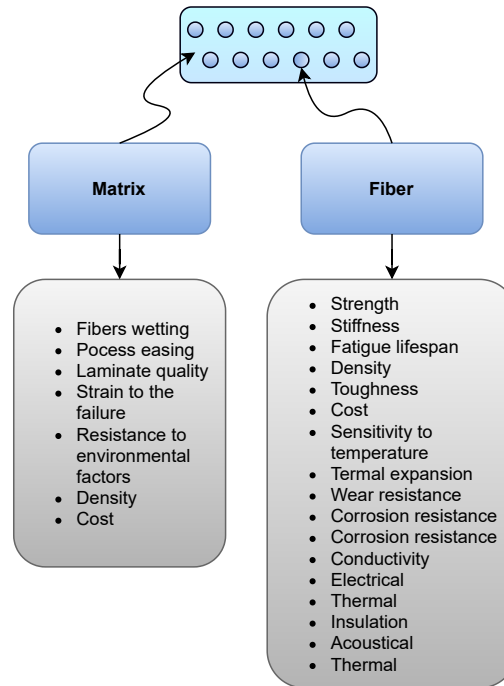 Matrix
Fiber
• Fibers wetting
• Pocess easing
• Laminate quality
• Strain to the
failure
• Resistance to
environmental
factors
• Density
• Cost
• Strength
• Stiffness
• Fatigue lifespan
• Density
• Toughness
• Cost
• Sensitivity to
temperature
• Termal expansion
• Wear resistance
• Corrosion resistance
• Corrosion resistance
• Conductivity
• Electrical
• Thermal
• Insulation
• Acoustical
• Thermal